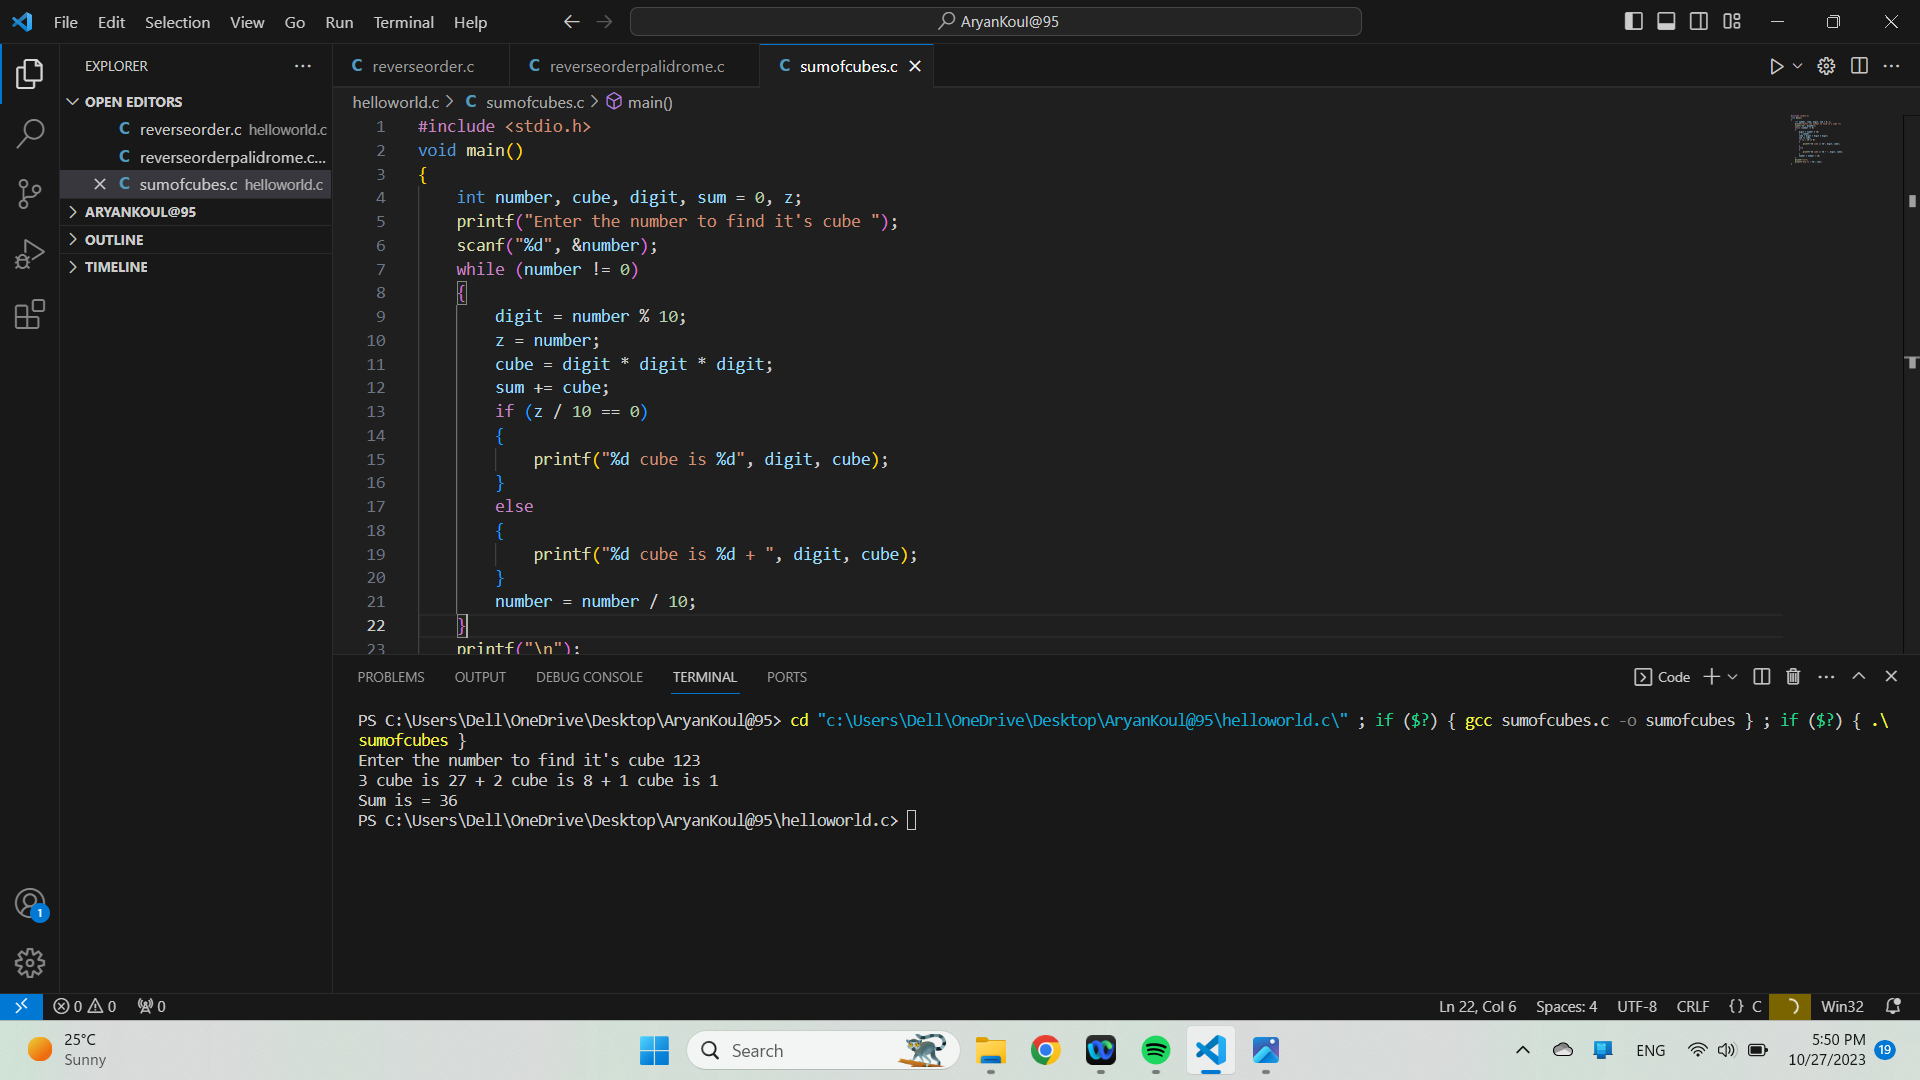 File Edit Selection View Go Run Terminal Help
AryanKoul@95
EXPLORER
OPEN EDITORS
C reverseorder.c helloworld.c
C reverseorderpalidrome.c...
C sumofcubes.c helloworld.c
ARYANKOUL@95
OUTLINE
TIMELINE
1
C reverseorder.c C reverseorderpalidrome.c C sumofcubes.c
helloworld.c > C sumofcubes.c > main()
1 #include <stdio.h>
2 void main()
3 {
4 int number, cube, digit, sum = 0, z;
5 printf("Enter the number to find it's cube ");
6 scanf("%d", &number);
7 while (number != 0)
8 {
9 digit = number % 10;
10 z = number;
11 cube = digit * digit * digit;
12 sum += cube;
13 if (z / 10 == 0)
14 {
15 printf("%d cube is %d", digit, cube);
16 }
17 else
18 {
19 printf("%d cube is %d + ", digit, cube);
20 }
21 number = number / 10;
22 }
23 printf("\n");
PROBLEMS OUTPUT DEBUG CONSOLE TERMINAL PORTS
Code
PS C:\Users\Dell\OneDrive\Desktop\AryanKoul@95> cd "c:\Users\Dell\OneDrive\Desktop\AryanKoul@95\helloworld.c\" ; if ($?) { gcc sumofcubes.c -o sumofcubes } ; if ($?) { .\
sumofcubes }
Enter the number to find it's cube 123
3 cube is 27 + 2 cube is 8 + 1 cube is 1
Sum is = 36
PS C:\Users\Dell\OneDrive\Desktop\AryanKoul@95\helloworld.c>
0 0 0
Ln 22, Col 6 Spaces: 4 UTF-8 CRLF {} C Win32
25°C
Sunny
Search
ENG
5:50 PM
10/27/2023
19